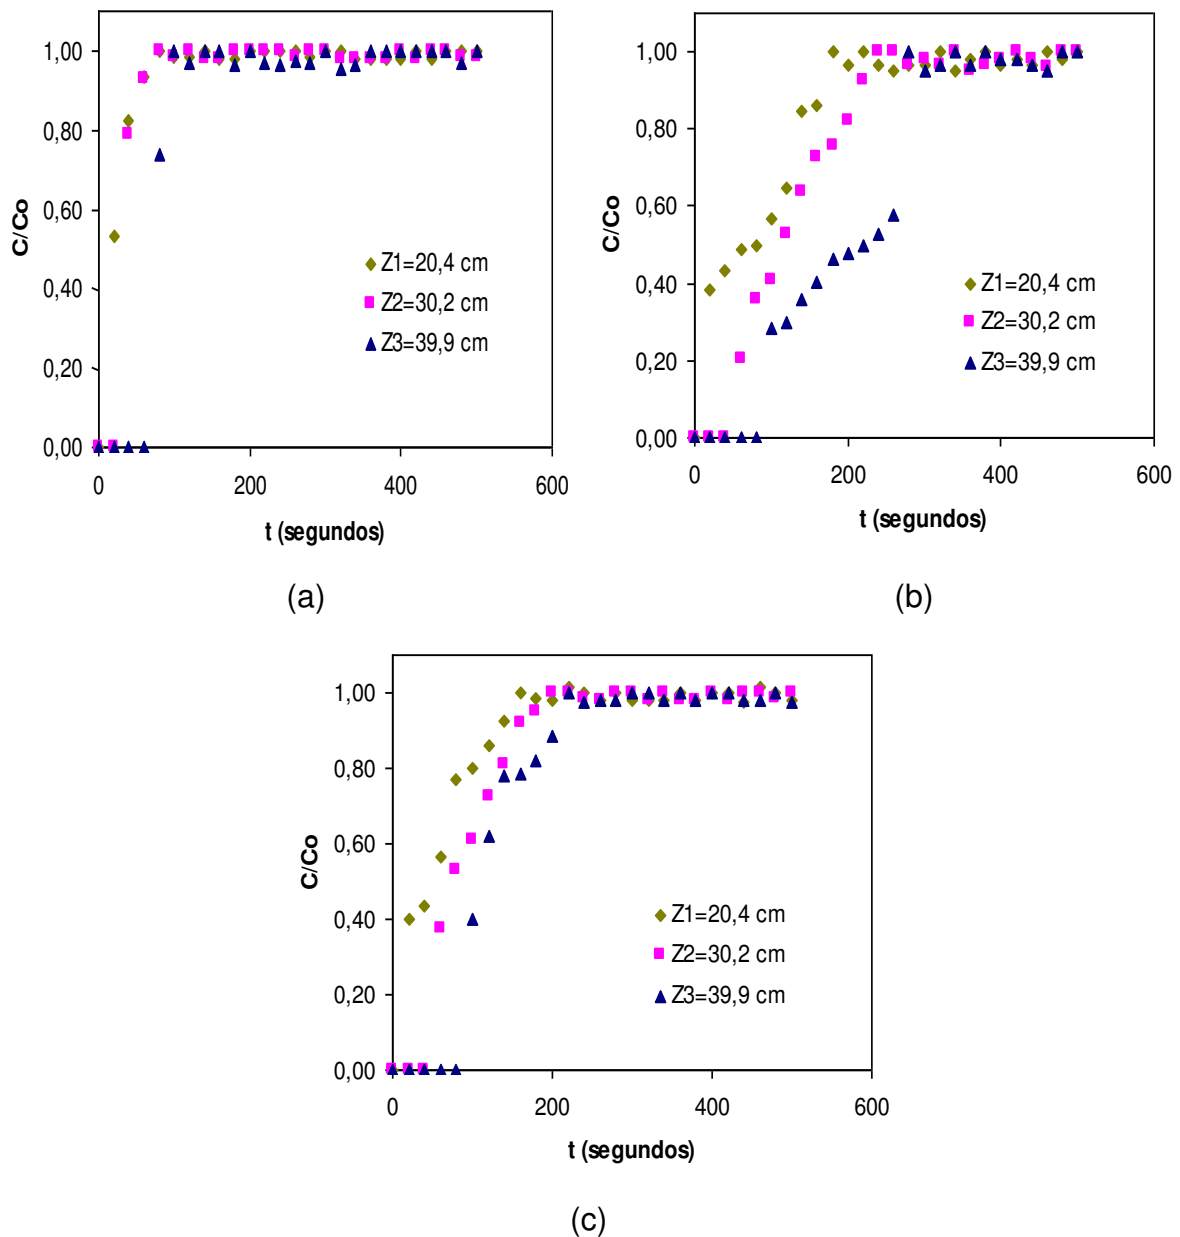 1,00
0,80
0,60
0,40
0,20
0,00
C/Co
0
200
400
600
t (segundos)
Z1=20,4 cm
Z2=30,2 cm
Z3=39,9 cm
(a)
1,00
0,80
0,60
0,40
0,20
0,00
C/Co
0
200
400
600
t (segundos)
Z1=20,4 cm
Z2=30,2 cm
Z3=39,9 cm
(b)
1,00
0,80
0,60
0,40
0,20
0,00
C/Co
0
200
400
600
t (segundos)
Z1=20,4 cm
Z2=30,2 cm
Z3=39,9 cm
(c)